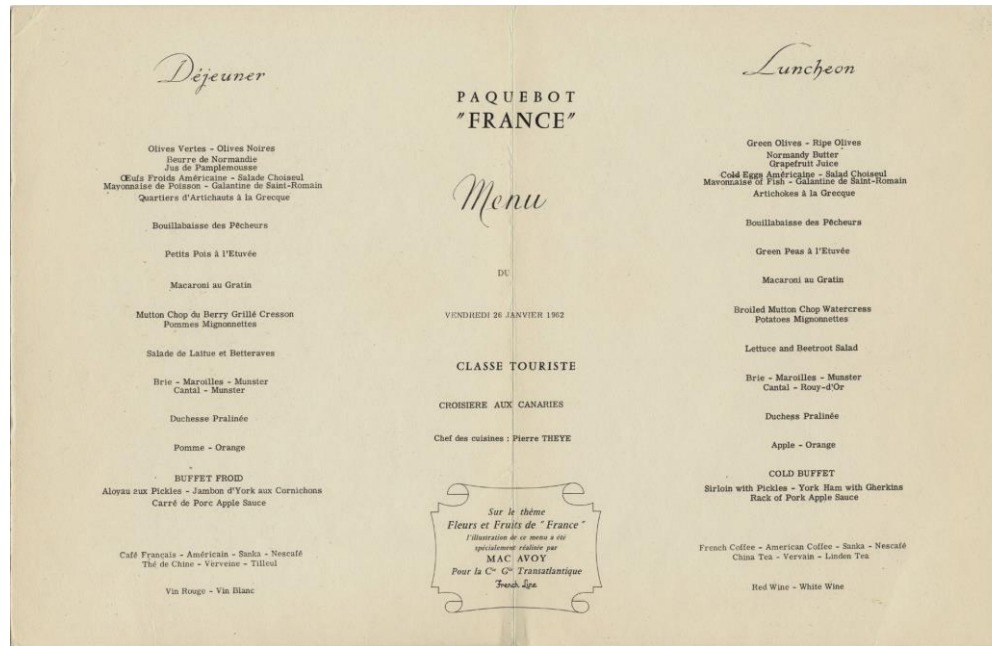 Déjeuner
Olives Vertes - Olives Noires
Beurre de Normandie
Jus de Pamplemousse
Œufs Froids Américaine - Salade Choiseul
Mayonnaise de Poisson - Galantine de Saint-Romain
Quartiers d'Artichauts à la Grecque
Bouillabaisse des Pêcheurs
Petits Pois à l'Etuvée
Macaroni au Gratin
Mutton Chop du Berry Grillé Cresson
Pommes Mignonnettes
Salade de Laitue et Betteraves
Brie - Maroilles - Munster
Cantal - Munster
Duchesse Pralinée
Pomme - Orange
BUFFET FROID
Aloyau aux Pickles - Jambon d'York aux Cornichons
Carré de Porc Apple Sauce
Café Français - Américain - Sanka - Nescafé
Thé de Chine - Verveine - Tilleul
Vin Rouge - Vin Blanc
PAQUEBOT
"FRANCE"
Menu
DU
VENDREDI 26 JANVIER 1962
CLASSE TOURISTE
CROISIERE AUX CANARIES
Chef des cuisines : Pierre THEYE
Sur le thème
Fleurs et Fruits de "France"
l'illustration de ce menu a été
spécialement réalisée par
MAC AVOY
Pour la Cie Gle Transatlantique
French Line
Luncheon
Green Olives - Ripe Olives
Normandy Butter
Grapefruit Juice
Cold Eggs Américaine - Salad Choiseul
Mayonnaise of Fish - Galantine de Saint-Romain
Artichokes à la Grecque
Bouillabaisse des Pêcheurs
Green Peas à l'Etuvée
Macaroni au Gratin
Broiled Mutton Chop Watercress
Potatoes Mignonnettes
Lettuce and Beetroot Salad
Brie - Maroilles - Munster
Cantal - Rouy-d'Or
Duchess Pralinée
Apple - Orange
COLD BUFFET
Sirloin with Pickles - York Ham with Gherkins
Rack of Pork Apple Sauce
French Coffee - American Coffee - Sanka - Nescafé
China Tea - Vervain - Linden Tea
Red Wine - White Wine